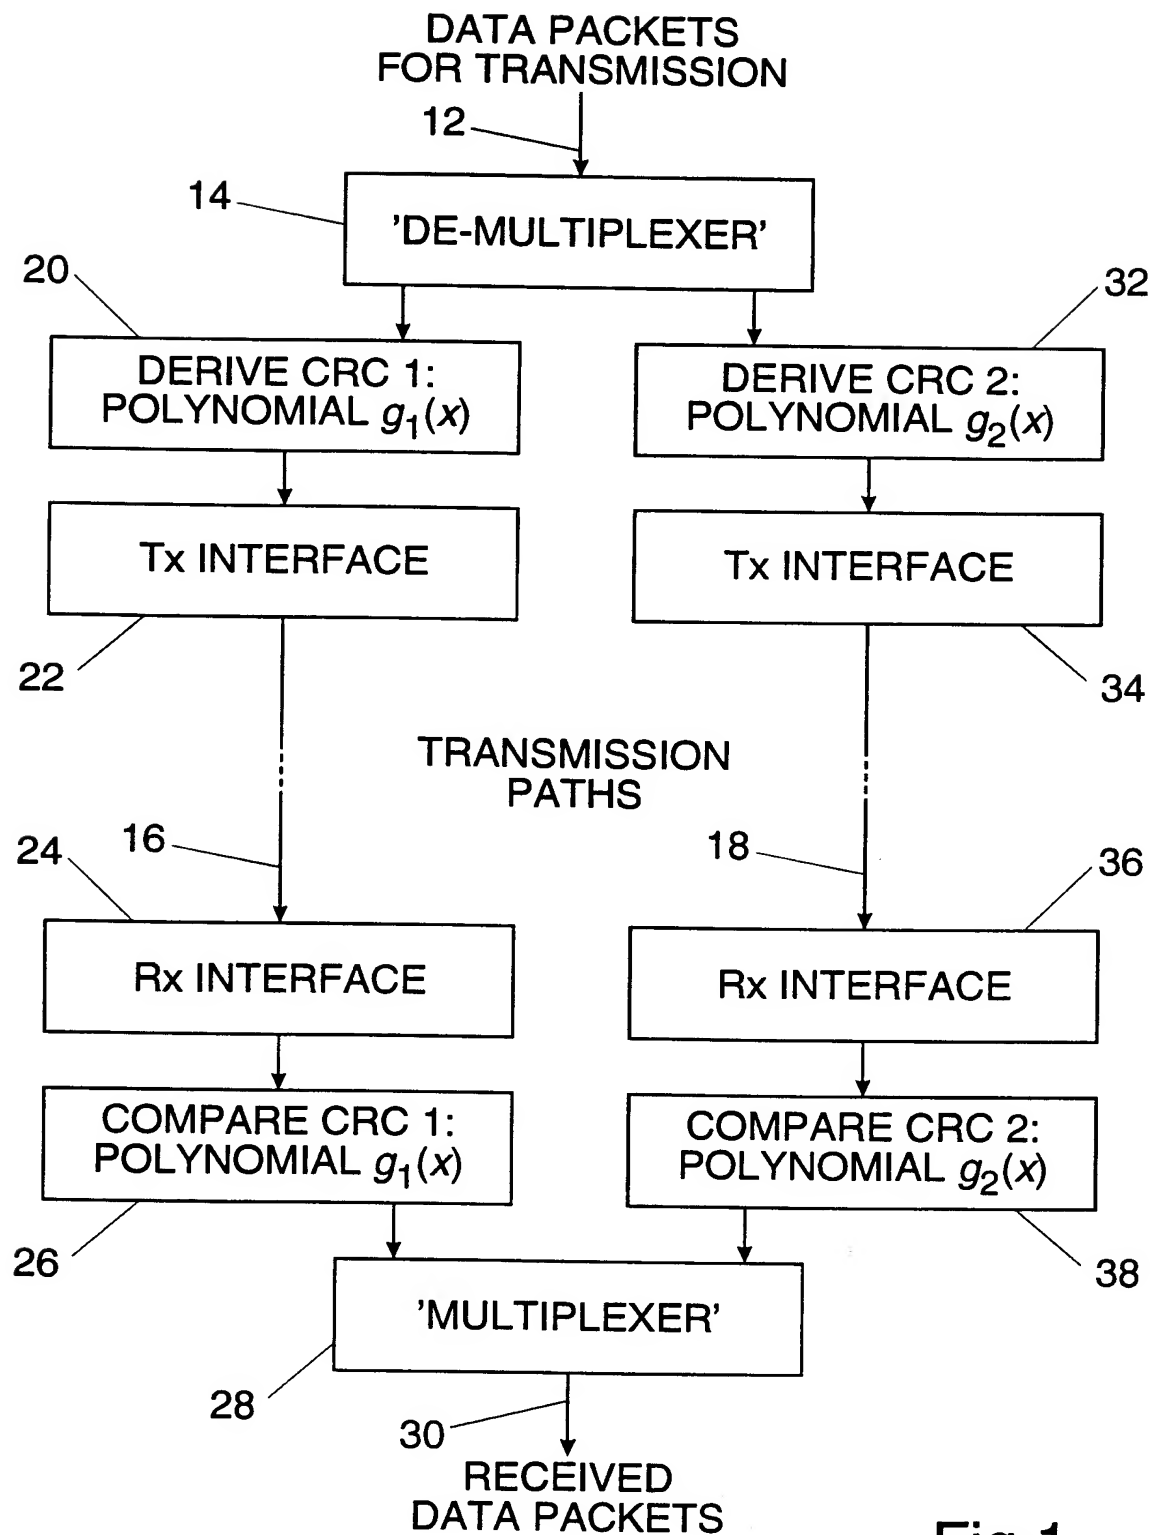 DATA PACKETS
FOR TRANSMISSION
12
14
'DE-MULTIPLEXER'
20
32
DERIVE CRC 1:
POLYNOMIAL g1(x)
DERIVE CRC 2:
POLYNOMIAL g2(x)
Tx INTERFACE
Tx INTERFACE
22
34
TRANSMISSION
PATHS
16
18
24
36
Rx INTERFACE
Rx INTERFACE
COMPARE CRC 1:
POLYNOMIAL g1(x)
COMPARE CRC 2:
POLYNOMIAL g2(x)
26
38
'MULTIPLEXER'
28
30
RECEIVED
DATA PACKETS
Fig.1